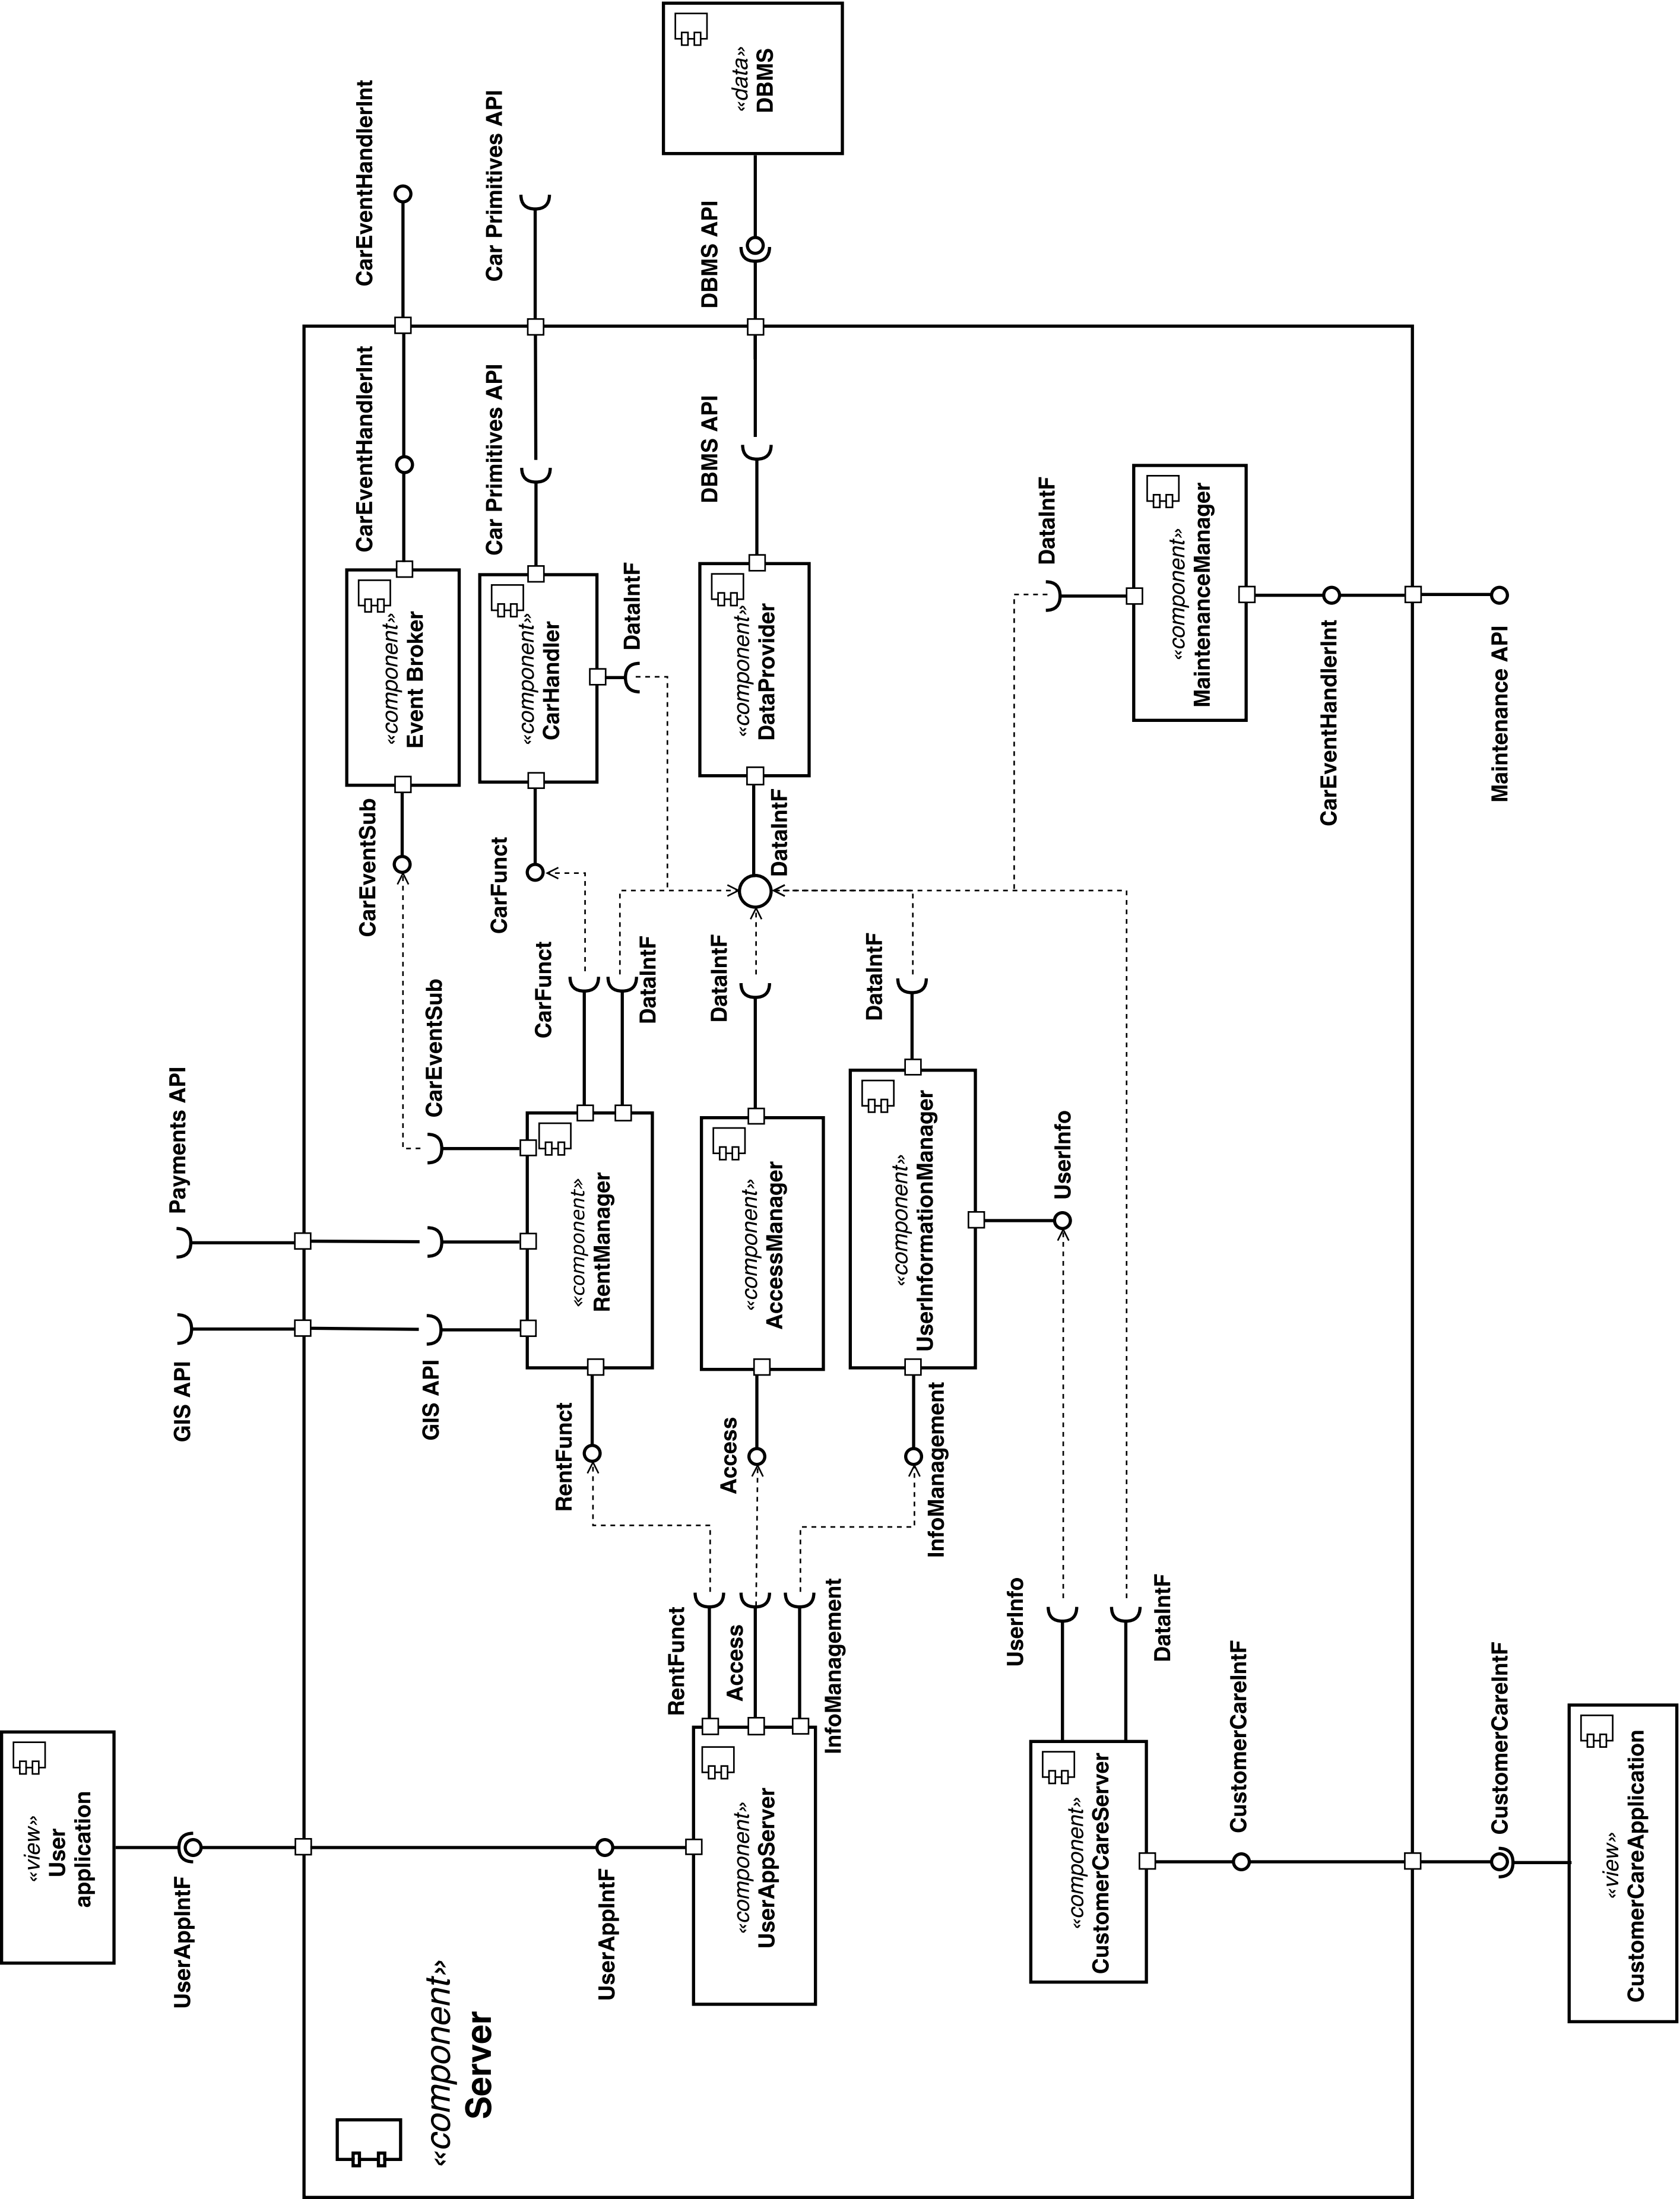 «view»
User
application
UserAppIntF
GIS API
Payments API
CarEventSub
CarEventHandlerInt
CarEventHandlerInt
«component»
Event Broker
«component»
Server
GIS API
CarEventSub
CarFunct
Car Primitives API
Car Primitives API
«component»
CarHandler
CarFunct
RentFunct
«component»
RentManager
UserAppIntF
DataIntF
DataIntF
RentFunct
DBMS API
DBMS API
DataIntF
Access
Access
«data»
DBMS
«component»
UserAppServer
«component»
AccessManager
«component»
DataProvider
DataIntF
InfoManagement
DataIntF
«component»
UserInformationManager
InfoManagement
UserInfo
DataIntF
UserInfo
«component»
CustomerCareServer
DataIntF
«component»
MaintenanceManager
CustomerCareIntF
CarEventHandlerInt
CustomerCareIntF
Maintenance API
«view»
CustomerCareApplication